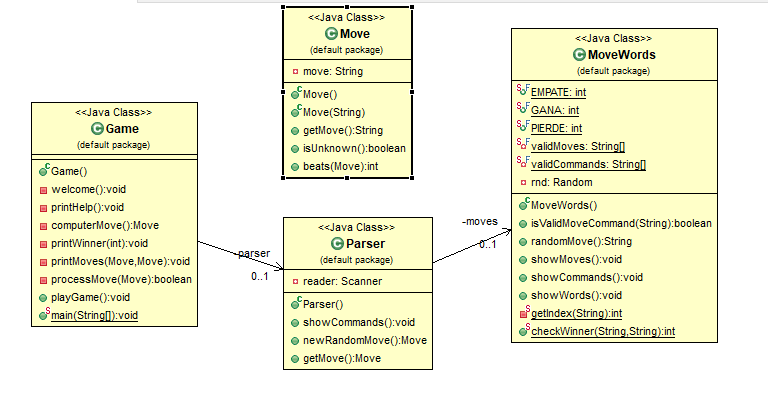 <<Java Class>>
Move
(default package)
move: String
Move()
Move(String)
getMove():String
isUnknown():boolean
beats(Move):int
<<Java Class>>
MoveWords
(default package)
EMPATE: int
GANA: int
PIERDE: int
validMoves: String[]
validCommands: String[]
rnd: Random
MoveWords()
isValidMoveCommand(String):boolean
randomMove():String
showMoves():void
showCommands():void
showWords():void
getIndex(String):int
checkWinner(String,String):int
<<Java Class>>
Game
(default package)
Game()
welcome():void
printHelp():void
computerMove():Move
printWinner(int):void
printMoves(Move,Move):void
processMove(Move):boolean
playGame():void
main(String[]):void
-parser
0..1
<<Java Class>>
Parser
(default package)
reader: Scanner
Parser()
showCommands():void
newRandomMove():Move
getMove():Move
-moves
0..1